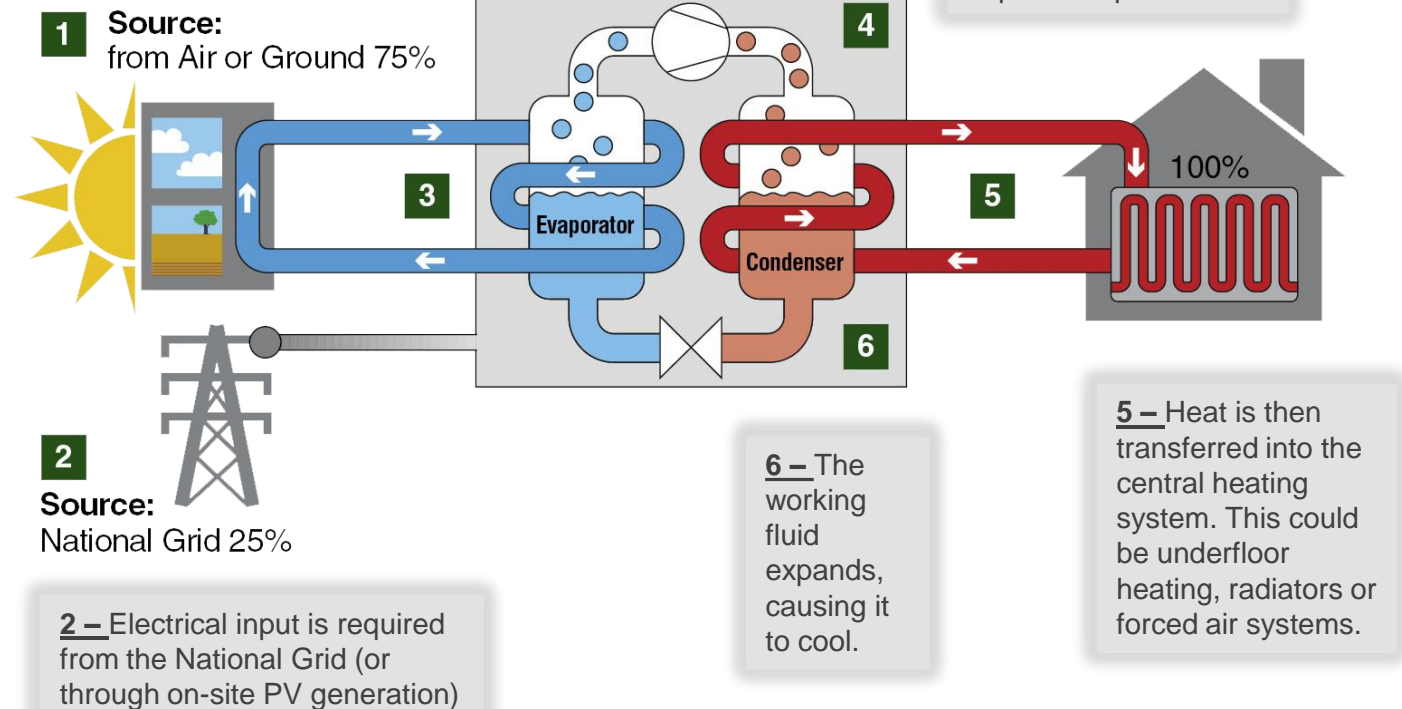 1
Source:
from Air or Ground 75%
4
3
Evaporator
Condenser
5
100%
6
2
Source:
National Grid 25%
2 – Electrical input is required
from the National Grid (or
through on-site PV generation)
6 – The
working
fluid
expands,
causing it
to cool.
5 – Heat is then
transferred into the
central heating
system. This could
be underfloor
heating, radiators or
forced air systems.